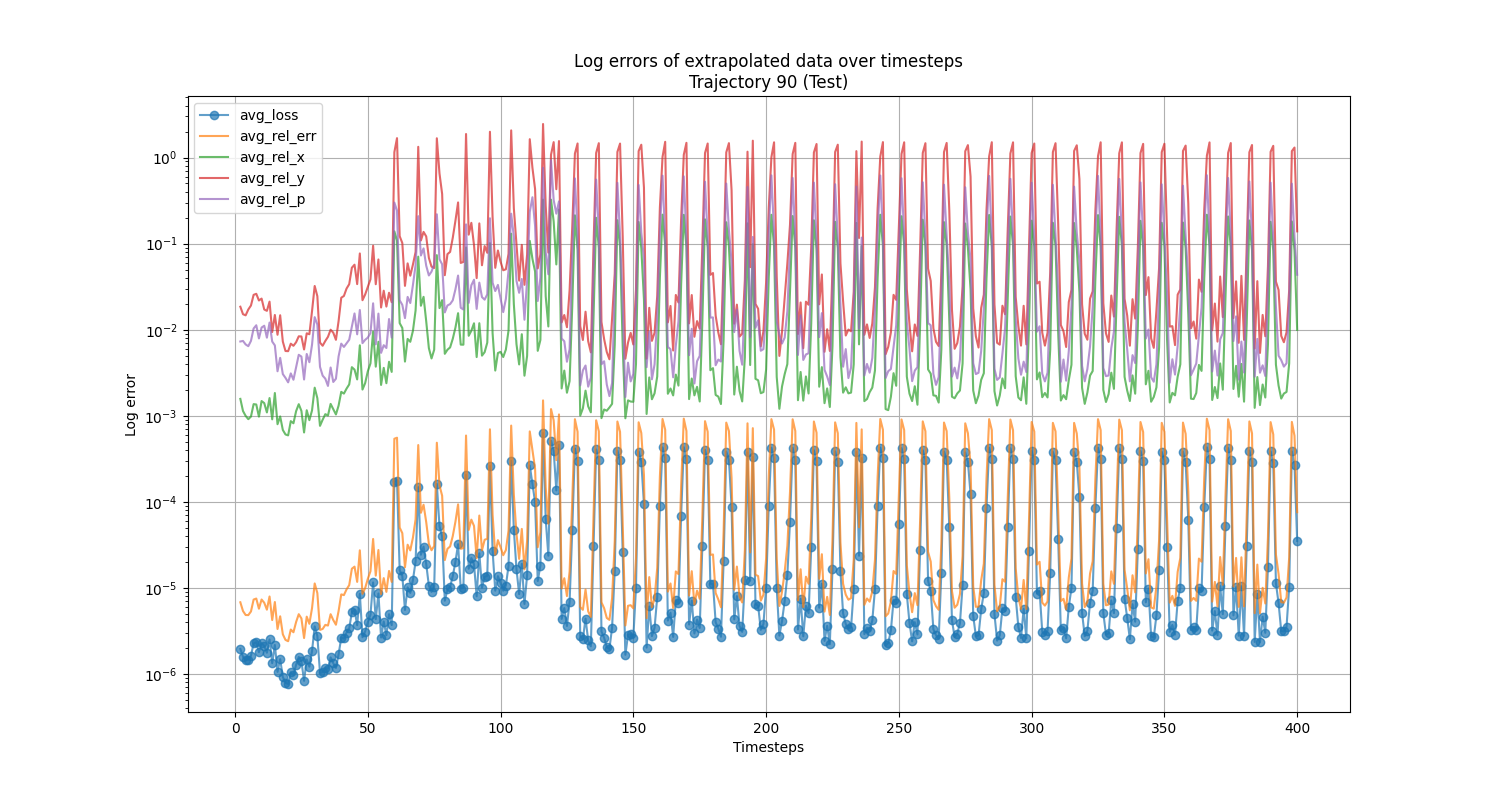 Log errors of extrapolated data over timesteps
Trajectory 90 (Test)
avg_loss
avg_rel_err
avg_rel_x
avg_rel_y
avg_rel_p
10^0
10^-1
10^-2
10^-3
10^-4
10^-5
10^-6
Log error
0 50 100 150 200 250 300 350 400
Timesteps